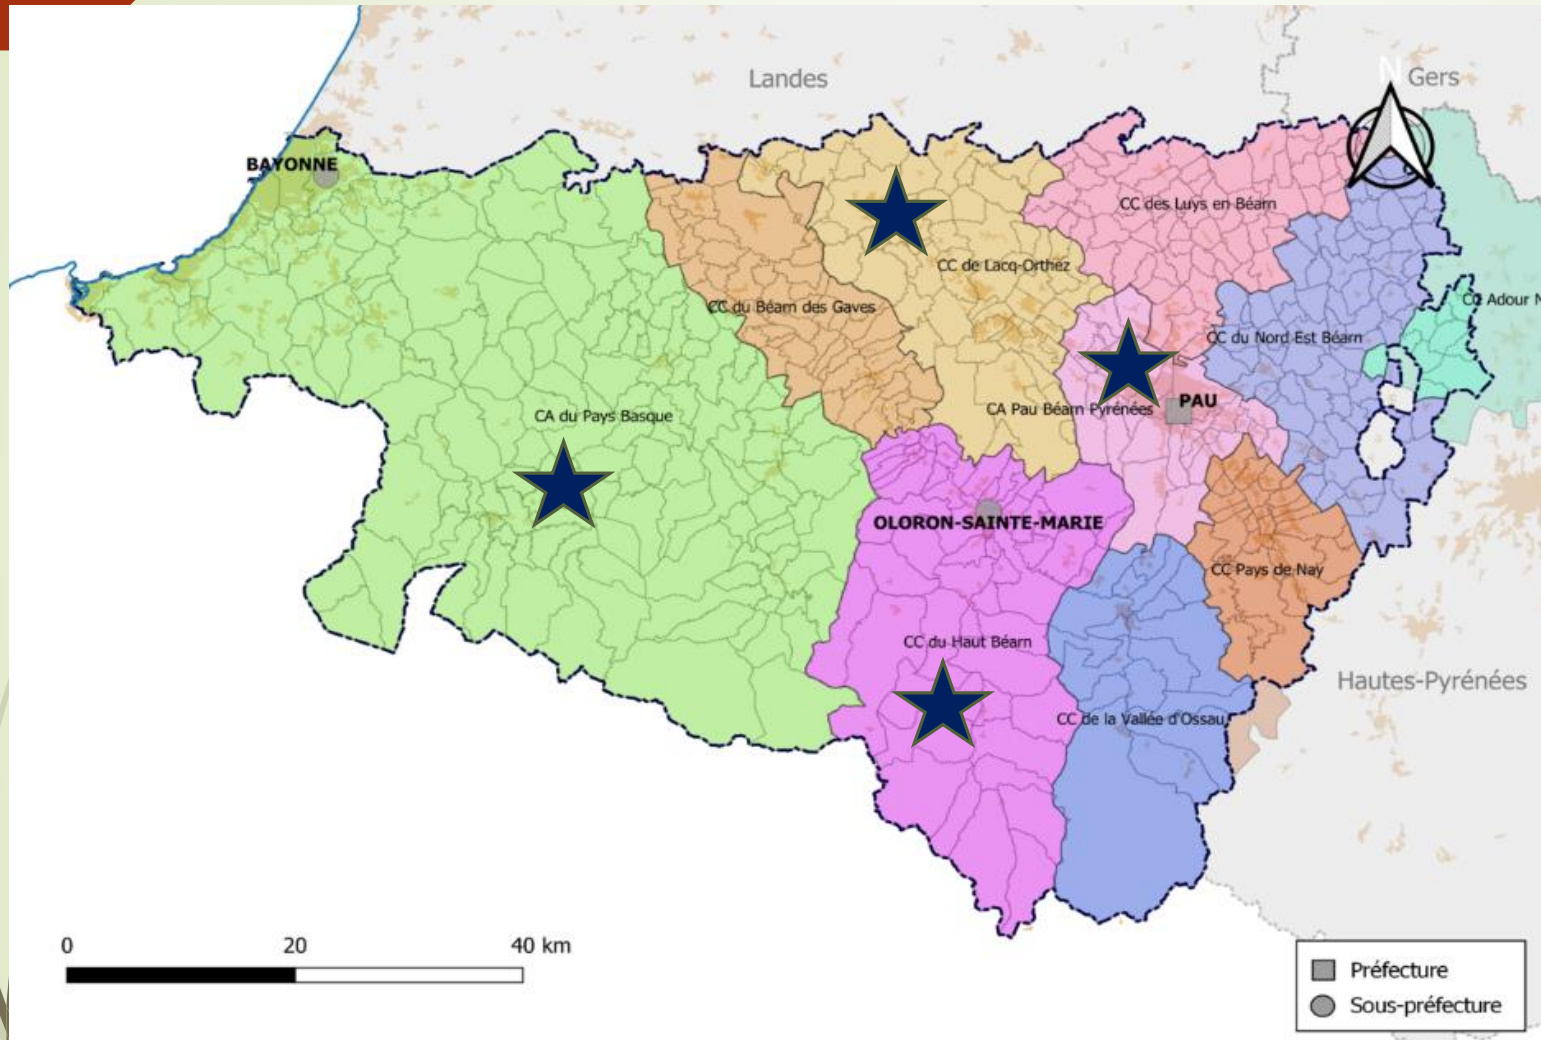 Landes
N
Gers
BAYONNE
CC des Luys en Béarn
CC de Lacq-Orthez
CC du Béarn des Gaves
CC Adour N
CC du Nord Est Béarn
CA du Pays Basque
CA Pau Béarn Pyrénées
PAU
OLORON-SAINTE-MARIE
CC Pays de Nay
CC du Haut Béarn
Hautes-Pyrénées
CC de la Vallée d'Ossau
0 20 40 km
Préfecture
Sous-préfecture